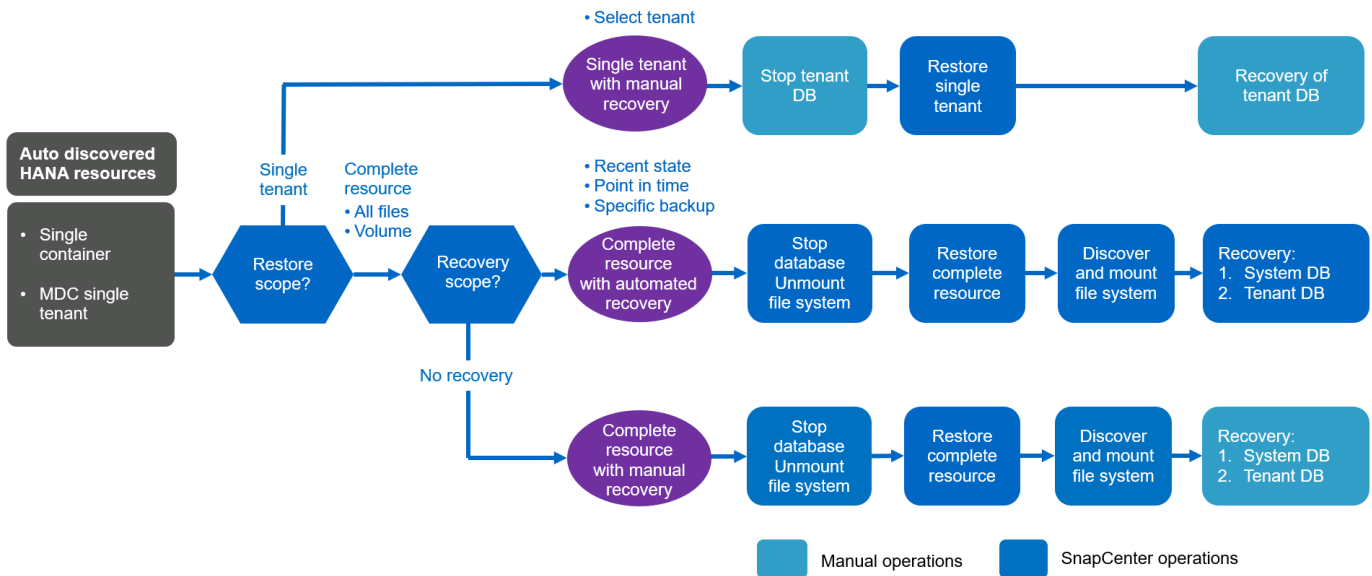 • Select tenant
Single tenant
with manual
recovery
Stop tenant
DB
Restore
single
tenant
Recovery of
tenant DB
Auto discovered
HANA resources
• Single
container
• MDC single
tenant
Single
tenant
Complete
resource
• All files
• Volume
• Recent state
• Point in time
• Specific backup
Restore
scope?
Recovery
scope?
Complete
resource
with automated
recovery
Stop
database
Unmount
file system
Restore
complete
resource
Discover
and mount
file system
Recovery:
1. System DB
2. Tenant DB
No recovery
Complete
resource
with manual
recovery
Stop
database
Unmount
file system
Restore
complete
resource
Discover
and mount
file system
Recovery:
1. System DB
2. Tenant DB
Manual operations
SnapCenter operations